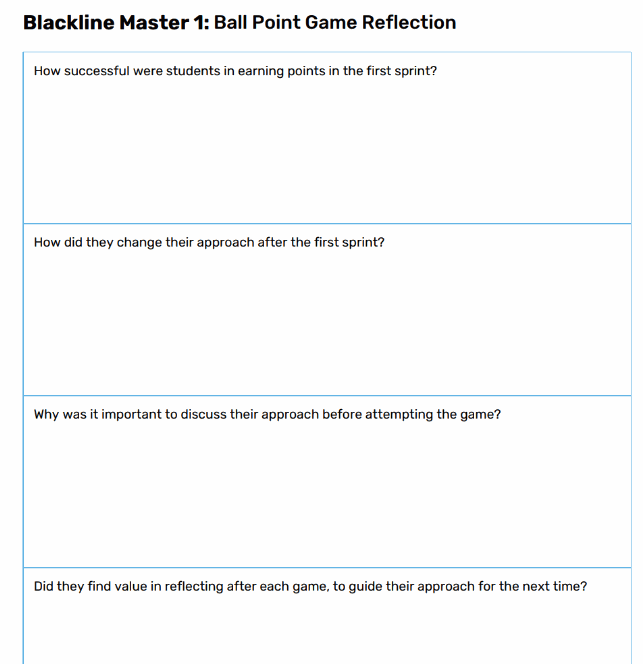 Blackline Master 1: Ball Point Game Reflection
How successful were students in earning points in the first sprint?
How did they change their approach after the first sprint?
Why was it important to discuss their approach before attempting the game?
Did they find value in reflecting after each game, to guide their approach for the next time?